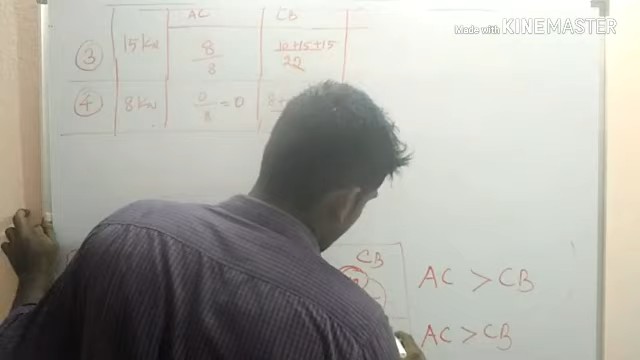 Made with KINEMASTER
AC CB
3 15 KN 8/8 10+15+15/20
4 8 KN 0/8 = 0 8+
CB
AC > CB
AC > CB